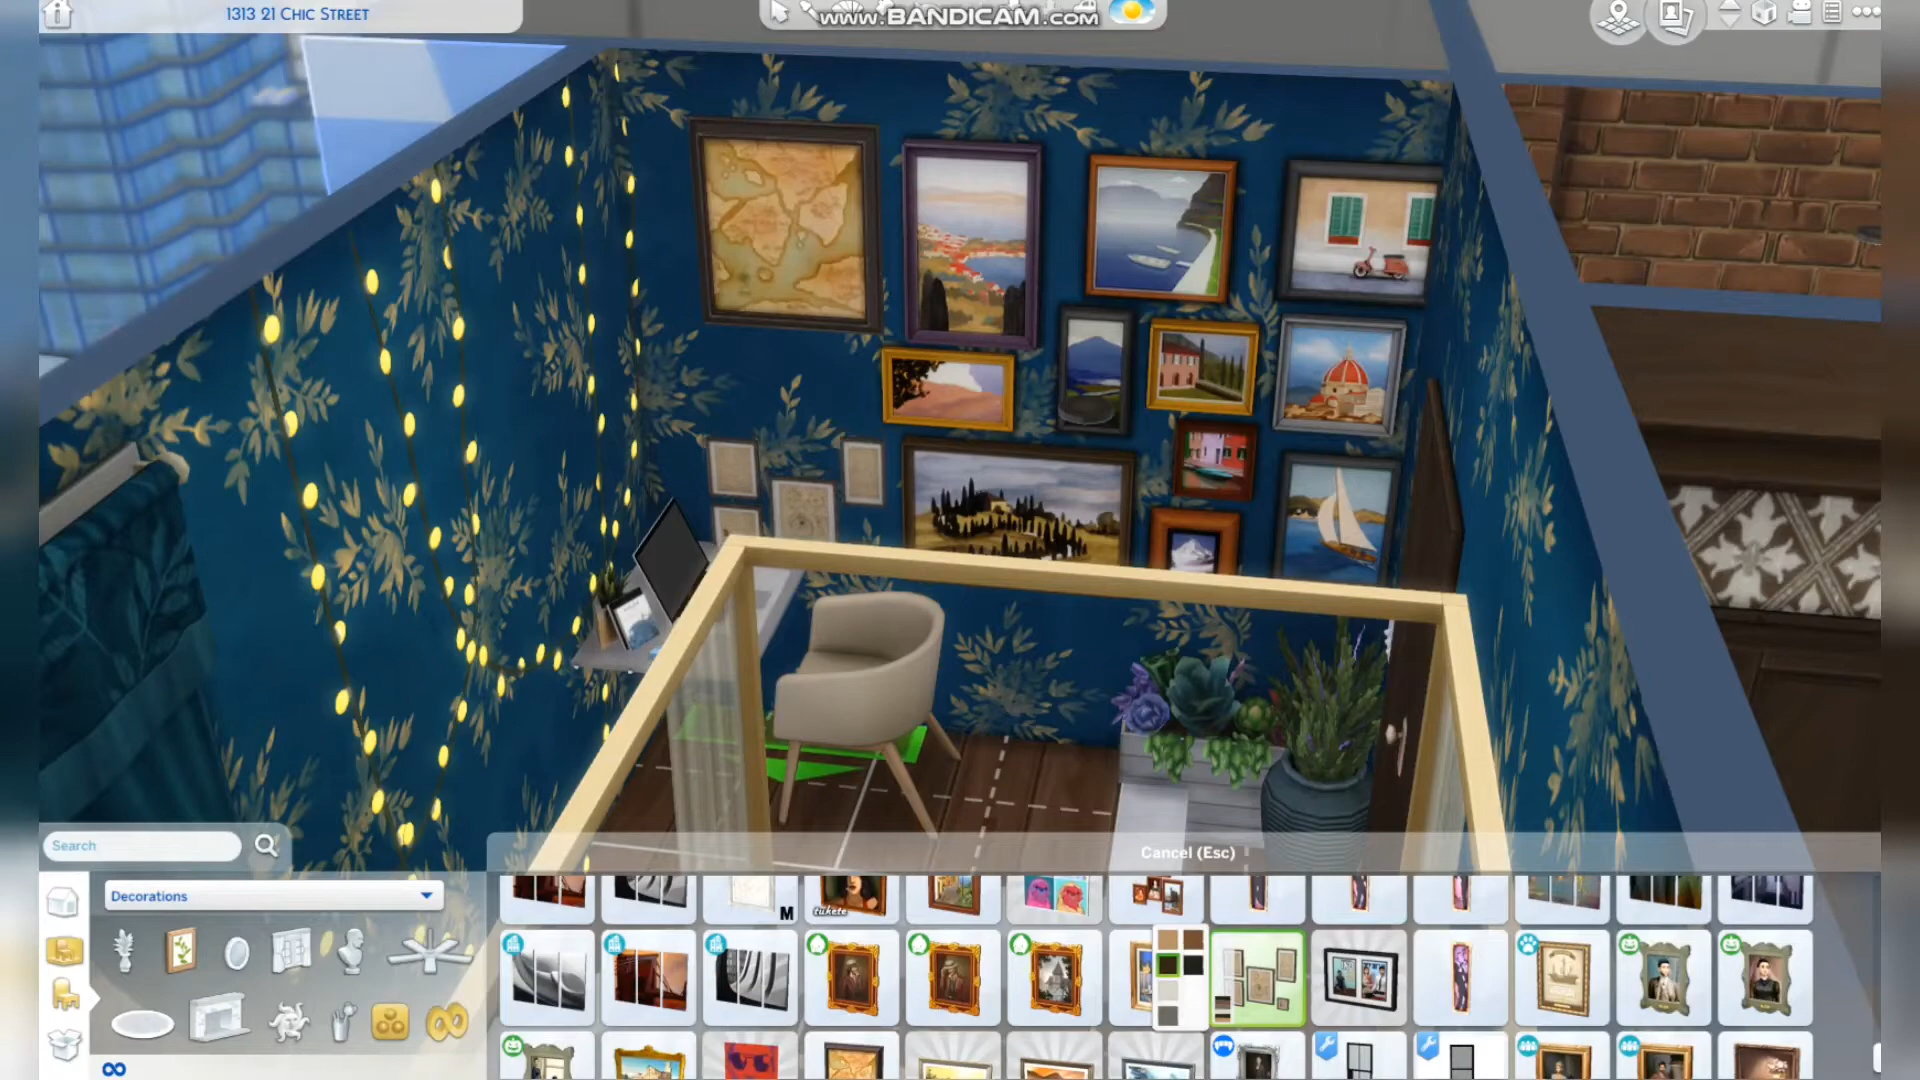 1313 21 CHIC STREET
www.BANDICAM.com
Search
Cancel (Esc)
Decorations
M
tukete